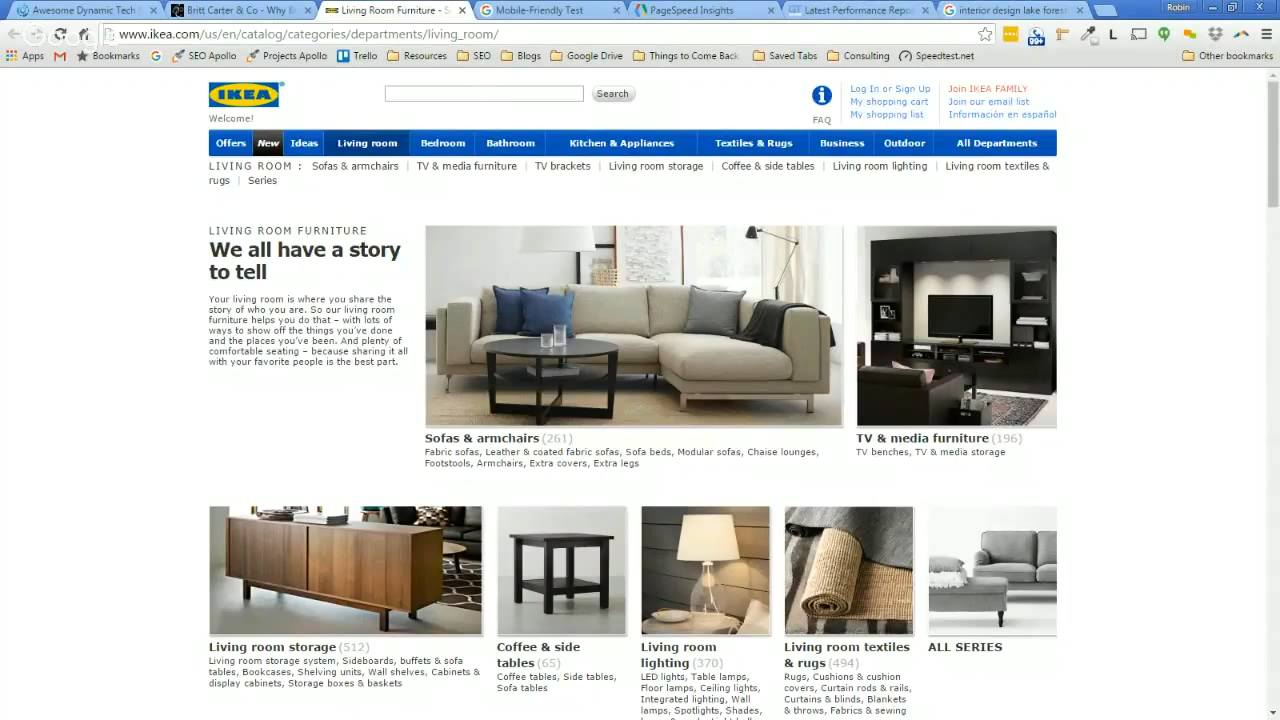 Awesome Dynamic Tech S
Britt Carter & Co - Why Br
Living Room Furniture - S
Mobile-Friendly Test
PageSpeed Insights
Latest Performance Repo
interior design lake forest
Robin
www.ikea.com/us/en/catalog/categories/departments/living_room/
99+
Apps
Bookmarks
SEO Apollo
Projects Apollo
Trello
Resources
SEO
Blogs
Google Drive
Things to Come Back
Saved Tabs
Consulting
Speedtest.net
Other bookmarks
IKEA
Search
Log In or Sign Up
Join IKEA FAMILY
My shopping cart
Join our email list
My shopping list
Información en español
Welcome!
FAQ
Offers New Ideas Living room Bedroom Bathroom Kitchen & Appliances Textiles & Rugs Business Outdoor All Departments
LIVING ROOM : Sofas & armchairs | TV & media furniture | TV brackets | Living room storage | Coffee & side tables | Living room lighting | Living room textiles &
rugs | Series
LIVING ROOM FURNITURE
We all have a story
to tell
Your living room is where you share the
story of who you are. So our living room
furniture helps you do that – with lots of
ways to show off the things you've done
and the places you've been. And plenty of
comfortable seating – because sharing it all
with your favorite people is the best part.
Sofas & armchairs (261)
Fabric sofas, Leather & coated fabric sofas, Sofa beds, Modular sofas, Chaise lounges,
Footstools, Armchairs, Extra covers, Extra legs
TV & media furniture (196)
TV benches, TV & media storage
Living room storage (512)
Living room storage system, Sideboards, buffets & sofa
tables, Bookcases, Shelving units, Wall shelves, Cabinets &
display cabinets, Storage boxes & baskets
Coffee & side
tables (65)
Coffee tables, Side tables,
Sofa tables
Living room
lighting (370)
LED lights, Table lamps,
Floor lamps, Ceiling lights,
Integrated lighting, Wall
lamps, Spotlights, Shades,
Living room textiles
& rugs (494)
Rugs, Cushions & cushion
covers, Curtain rods & rails,
Curtains & blinds, Blankets
& throws, Fabrics & sewing
ALL SERIES